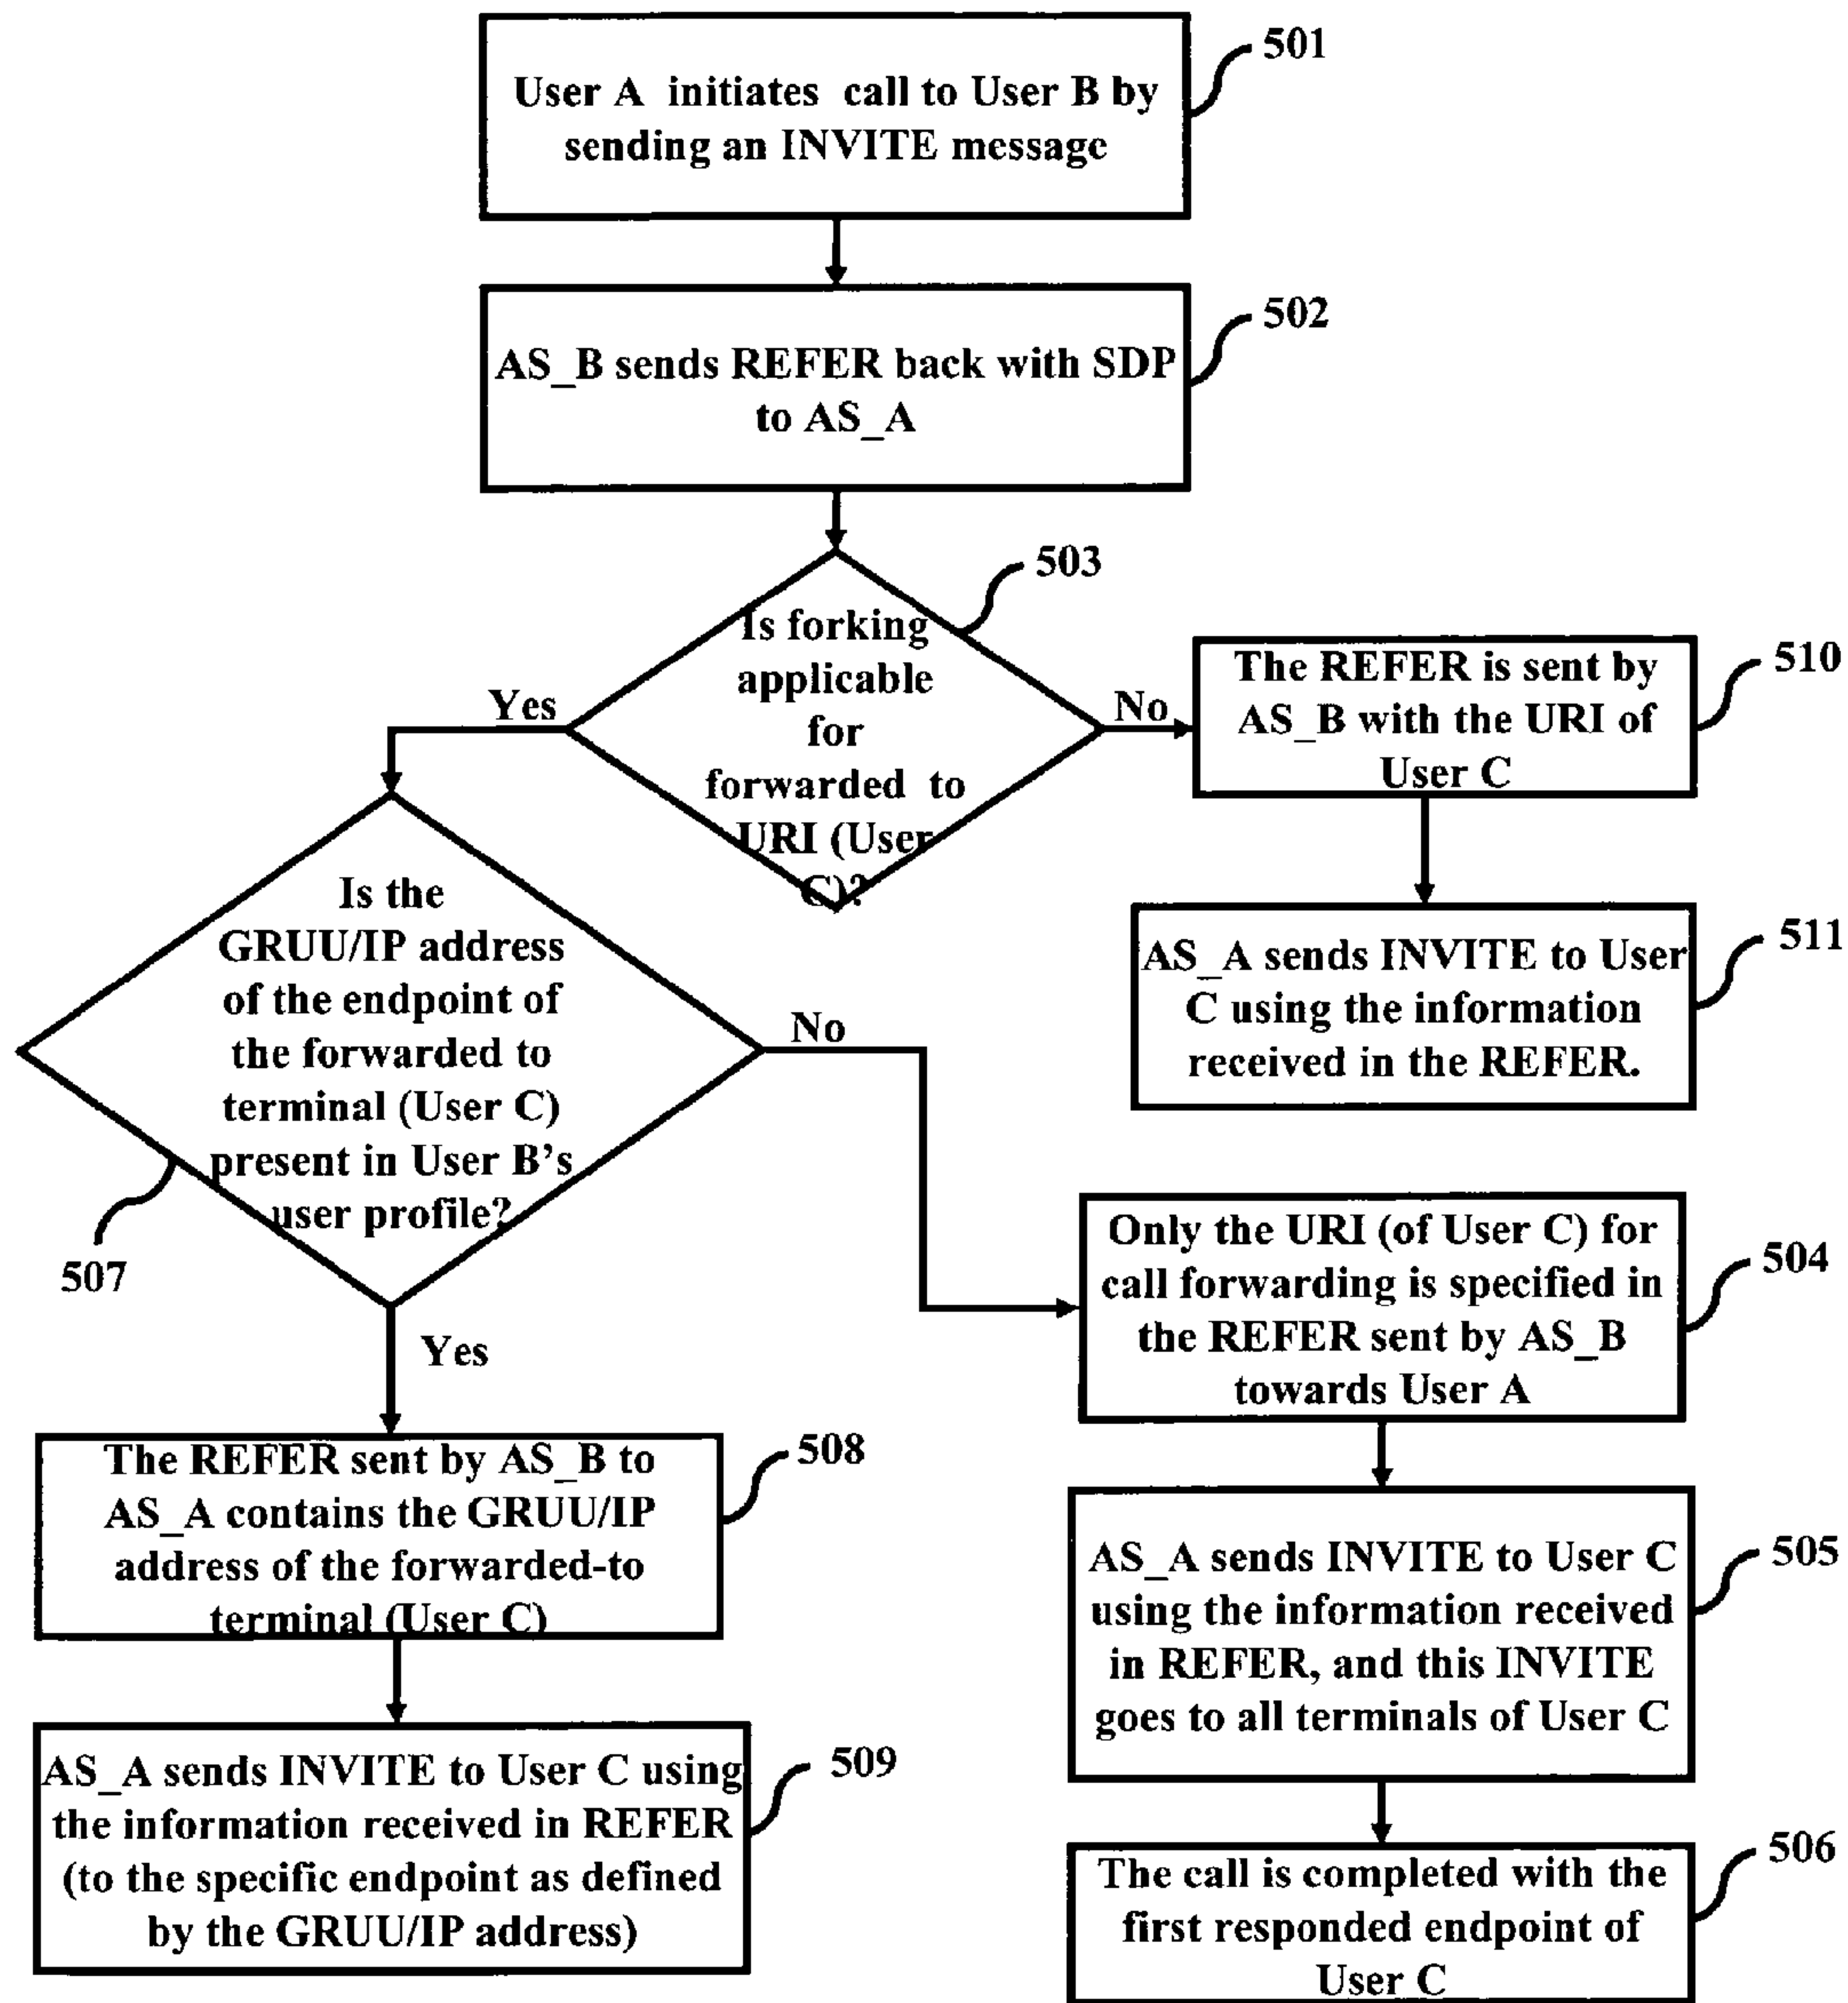 User A initiates call to User B by
sending an INVITE message
501
AS_B sends REFER back with SDP
to AS_A
502
Is forking
applicable
for
forwarded to
URI (User
C)?
503
Yes
No
The REFER is sent by
AS_B with the URI of
User C
510
AS_A sends INVITE to User
C using the information
received in the REFER.
511
Is the
GRUU/IP address
of the endpoint of
the forwarded to
terminal (User C)
present in User B's
user profile?
507
No
Yes
Only the URI (of User C) for
call forwarding is specified in
the REFER sent by AS_B
towards User A
504
The REFER sent by AS_B to
AS_A contains the GRUU/IP
address of the forwarded-to
terminal (User C)
508
AS_A sends INVITE to User C
using the information received
in REFER, and this INVITE
goes to all terminals of User C
505
AS_A sends INVITE to User C using
the information received in REFER
(to the specific endpoint as defined
by the GRUU/IP address)
509
The call is completed with the
first responded endpoint of
User C
506